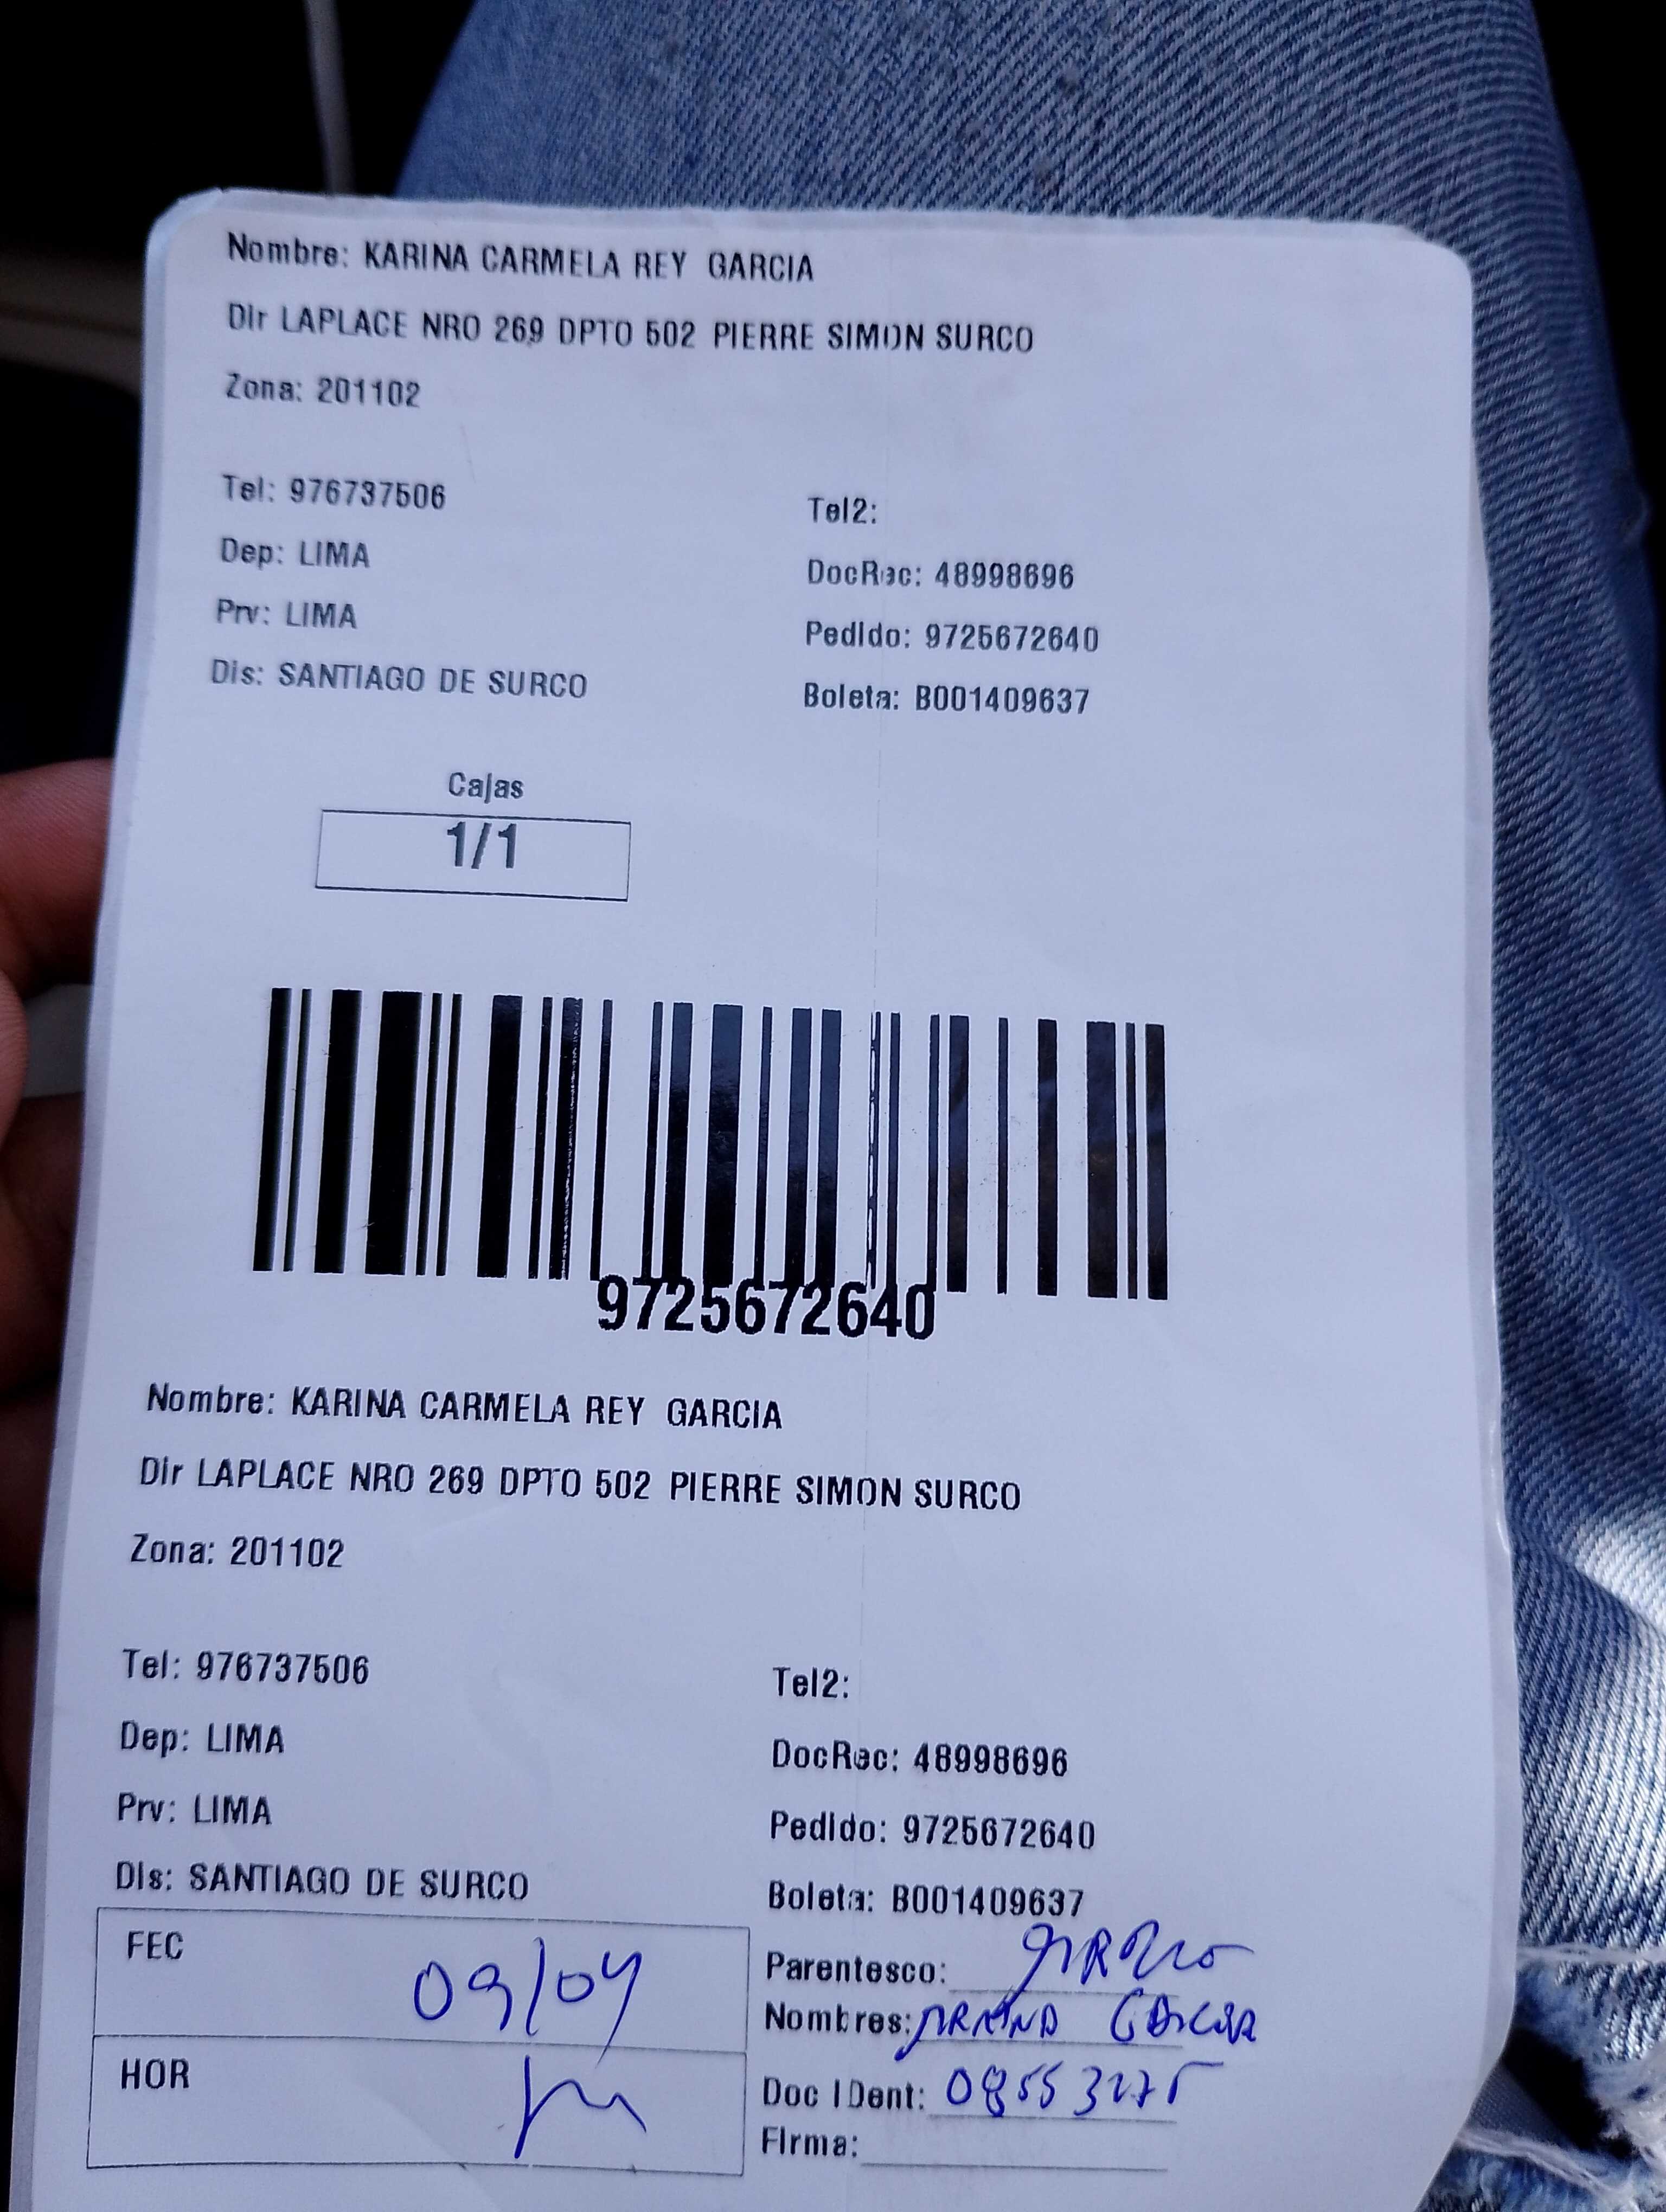 Nombre: KARINA CARMELA REY GARCIA
Dir LAPLACE NRO 269 DPTO 502 PIERRE SIMON SURCO
Zona: 201102
Tel: 976737506
Tel2:
Dep: LIMA
DocRec: 48998696
Prv: LIMA
Pedido: 9725672640
Dis: SANTIAGO DE SURCO
Boleta: B001409637
Cajas
1/1
9725672640
Nombre: KARINA CARMELA REY GARCIA
Dir LAPLACE NRO 269 DPTO 502 PIERRE SIMON SURCO
Zona: 201102
Tel: 976737506
Tel2:
Dep: LIMA
DocRec: 48998696
Prv: LIMA
Pedido: 9725672640
Dis: SANTIAGO DE SURCO
Boleta: B001409637
FEC 09/04
Parentesco:
Nombres:
HOR
Doc IDent: 08553275
Firma: